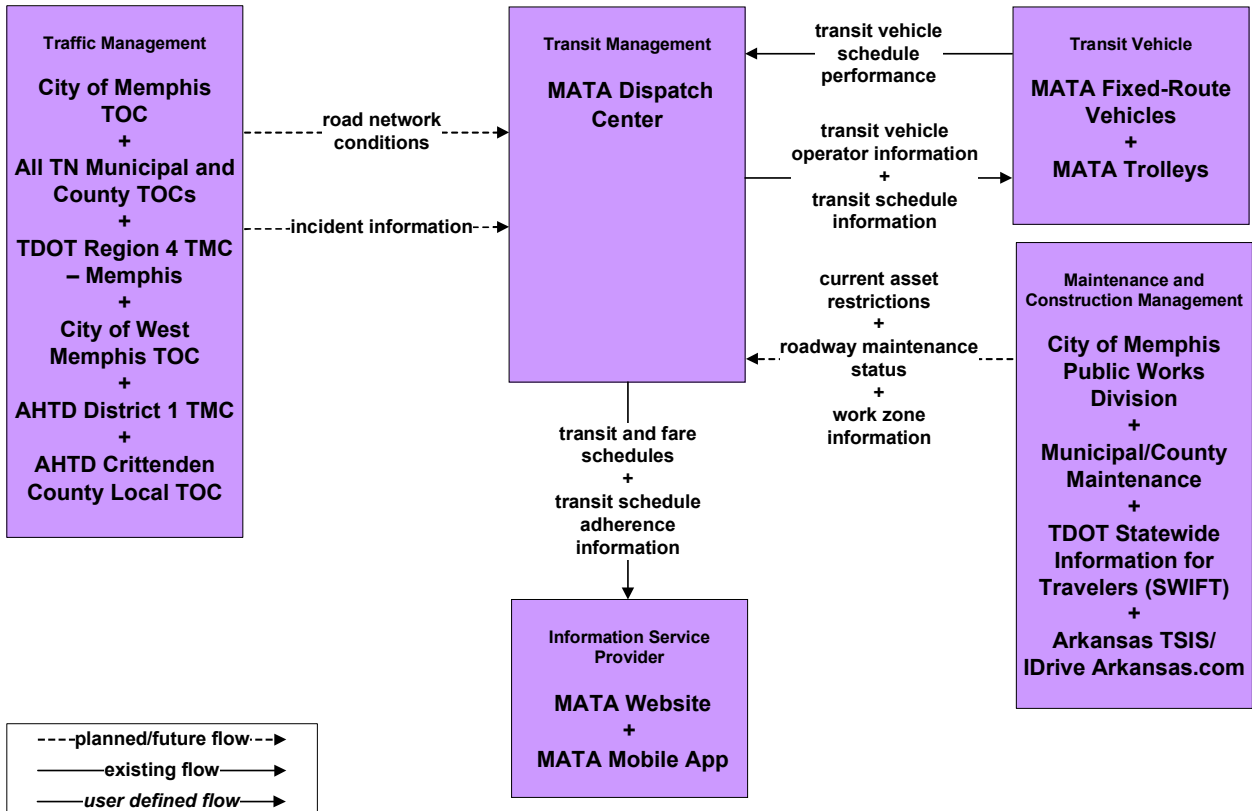 Traffic Management
City of Memphis
TOC
+
All TN Municipal and
County TOCs
+
TDOT Region 4 TMC
– Memphis
+
City of West
Memphis TOC
+
AHTD District 1 TMC
+
AHTD Crittenden
County Local TOC
road network
conditions
incident information
Transit Management
MATA Dispatch
Center
transit vehicle
schedule
performance
transit vehicle
operator information
+
transit schedule
information
Transit Vehicle
MATA Fixed-Route
Vehicles
+
MATA Trolleys
current asset
restrictions
+
roadway maintenance
status
+
work zone
information
Maintenance and
Construction Management
City of Memphis
Public Works
Division
+
Municipal/County
Maintenance
+
TDOT Statewide
Information for
Travelers (SWIFT)
+
Arkansas TSIS/
IDrive Arkansas.com
transit and fare
schedules
+
transit schedule
adherence
information
Information Service
Provider
MATA Website
+
MATA Mobile App
planned/future flow
existing flow
user defined flow